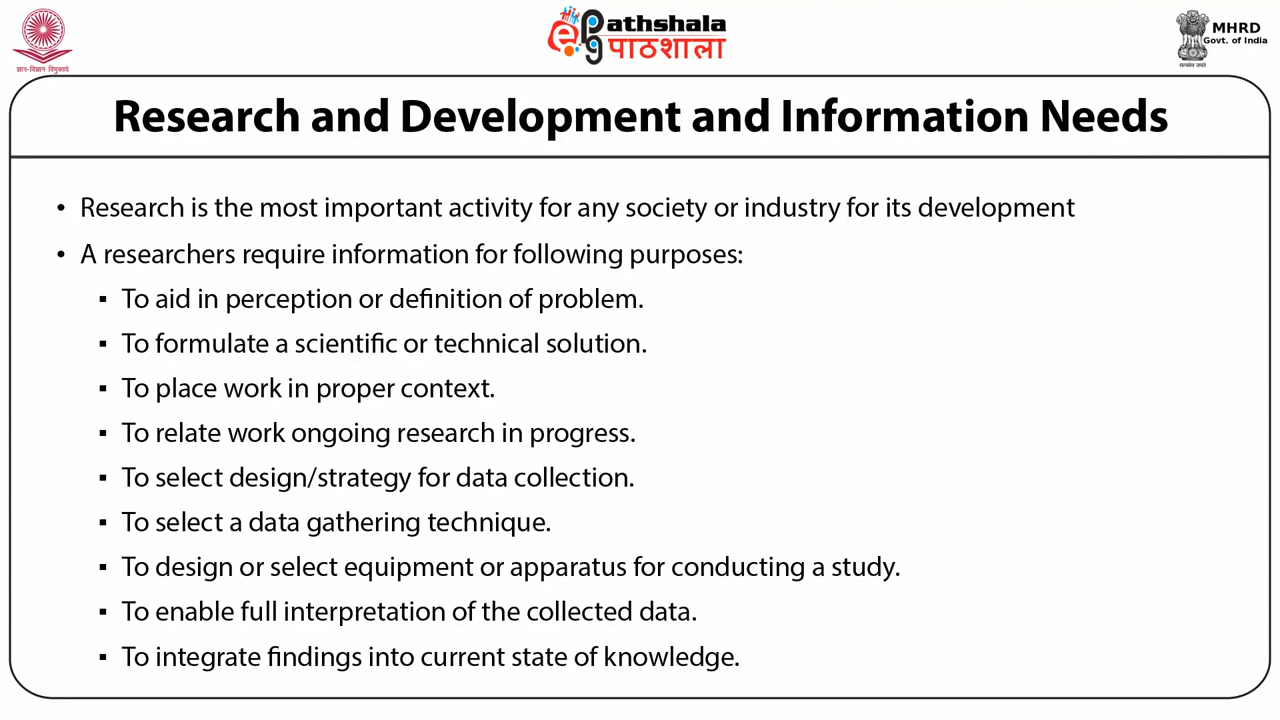 ज्ञान-विज्ञान विमुक्तये
ePathshala
पाठशाला
MHRD
Govt. of India
सत्यमेव जयते
Research and Development and Information Needs
• Research is the most important activity for any society or industry for its development
• A researchers require information for following purposes:
▪ To aid in perception or definition of problem.
▪ To formulate a scientific or technical solution.
▪ To place work in proper context.
▪ To relate work ongoing research in progress.
▪ To select design/strategy for data collection.
▪ To select a data gathering technique.
▪ To design or select equipment or apparatus for conducting a study.
▪ To enable full interpretation of the collected data.
▪ To integrate findings into current state of knowledge.